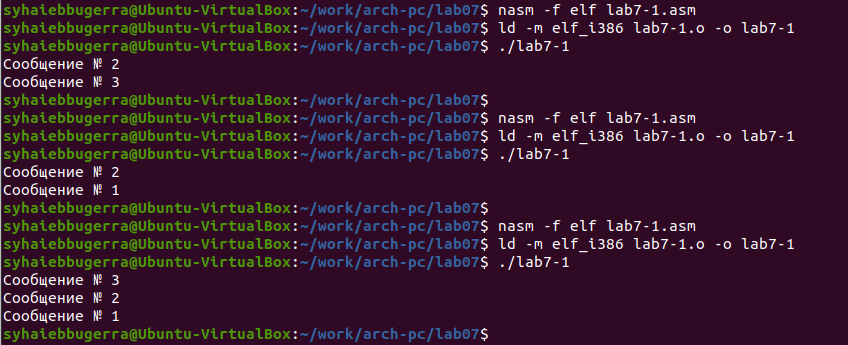 syhaiebbugerra@Ubuntu-VirtualBox:~/work/arch-pc/lab07$ nasm -f elf lab7-1.asm
syhaiebbugerra@Ubuntu-VirtualBox:~/work/arch-pc/lab07$ ld -m elf_i386 lab7-1.o -o lab7-1
syhaiebbugerra@Ubuntu-VirtualBox:~/work/arch-pc/lab07$ ./lab7-1
Сообщение № 2
Сообщение № 3
syhaiebbugerra@Ubuntu-VirtualBox:~/work/arch-pc/lab07$
syhaiebbugerra@Ubuntu-VirtualBox:~/work/arch-pc/lab07$ nasm -f elf lab7-1.asm
syhaiebbugerra@Ubuntu-VirtualBox:~/work/arch-pc/lab07$ ld -m elf_i386 lab7-1.o -o lab7-1
syhaiebbugerra@Ubuntu-VirtualBox:~/work/arch-pc/lab07$ ./lab7-1
Сообщение № 2
Сообщение № 1
syhaiebbugerra@Ubuntu-VirtualBox:~/work/arch-pc/lab07$
syhaiebbugerra@Ubuntu-VirtualBox:~/work/arch-pc/lab07$ nasm -f elf lab7-1.asm
syhaiebbugerra@Ubuntu-VirtualBox:~/work/arch-pc/lab07$ ld -m elf_i386 lab7-1.o -o lab7-1
syhaiebbugerra@Ubuntu-VirtualBox:~/work/arch-pc/lab07$ ./lab7-1
Сообщение № 3
Сообщение № 2
Сообщение № 1
syhaiebbugerra@Ubuntu-VirtualBox:~/work/arch-pc/lab07$